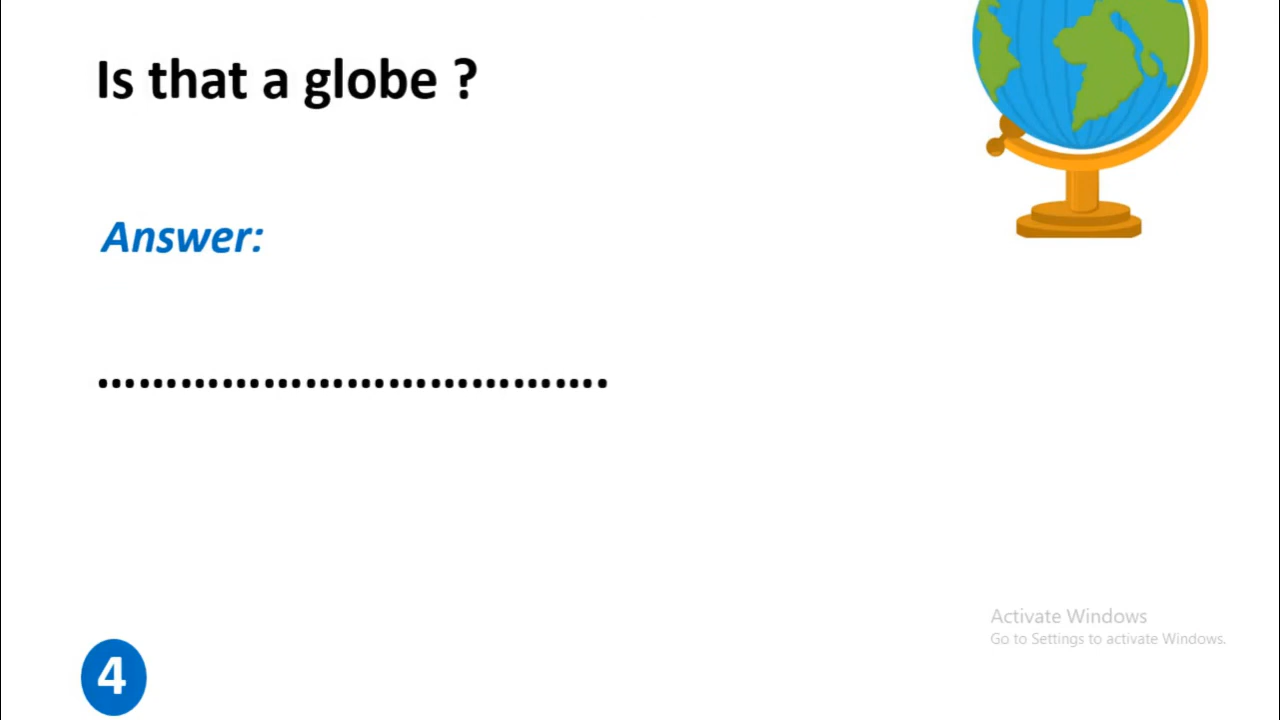 Is that a globe ?
Answer:
.....................................
Activate Windows
Go to Settings to activate Windows.
4